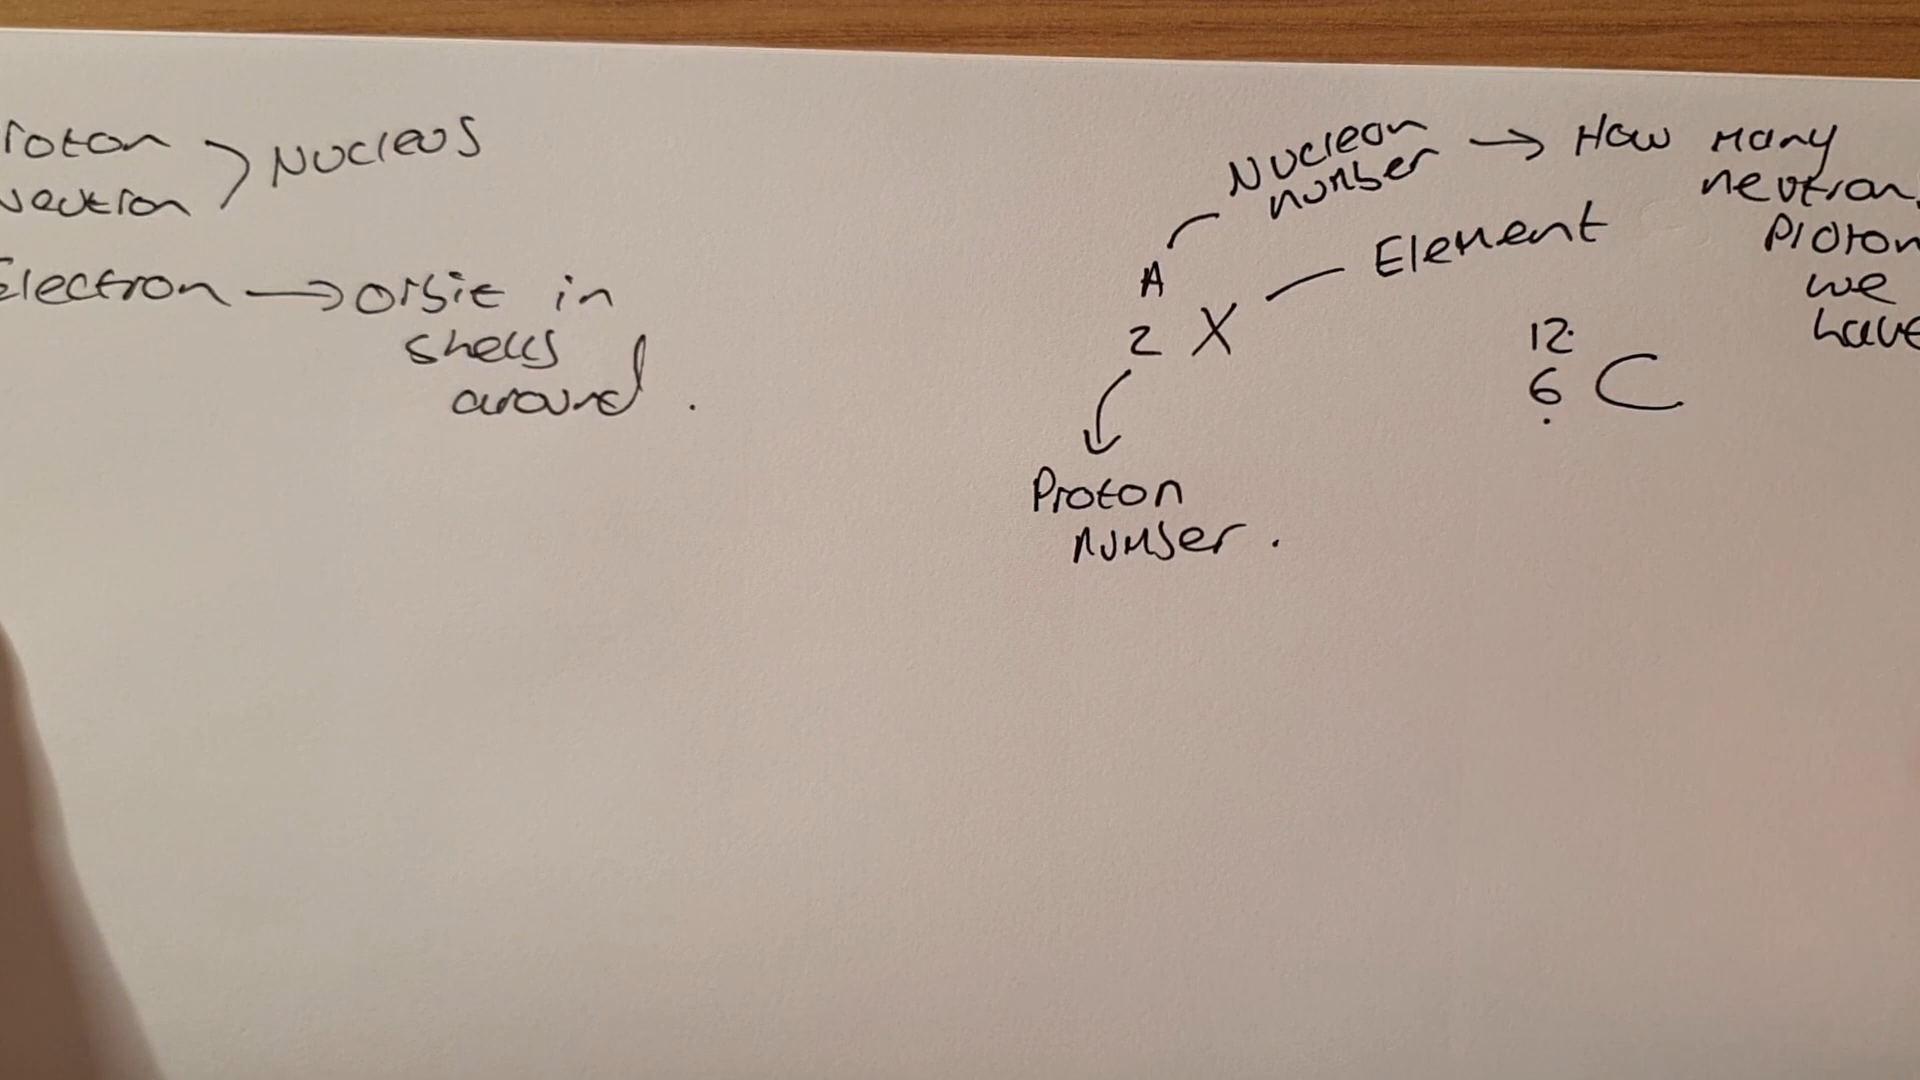 roton
Neutron
> Nucleus
Electron → orbit in
shells
around.
Nucleon
number → How many
neutron
Proton
we
have
Element
A
Z X
12
6 C
Proton
number.